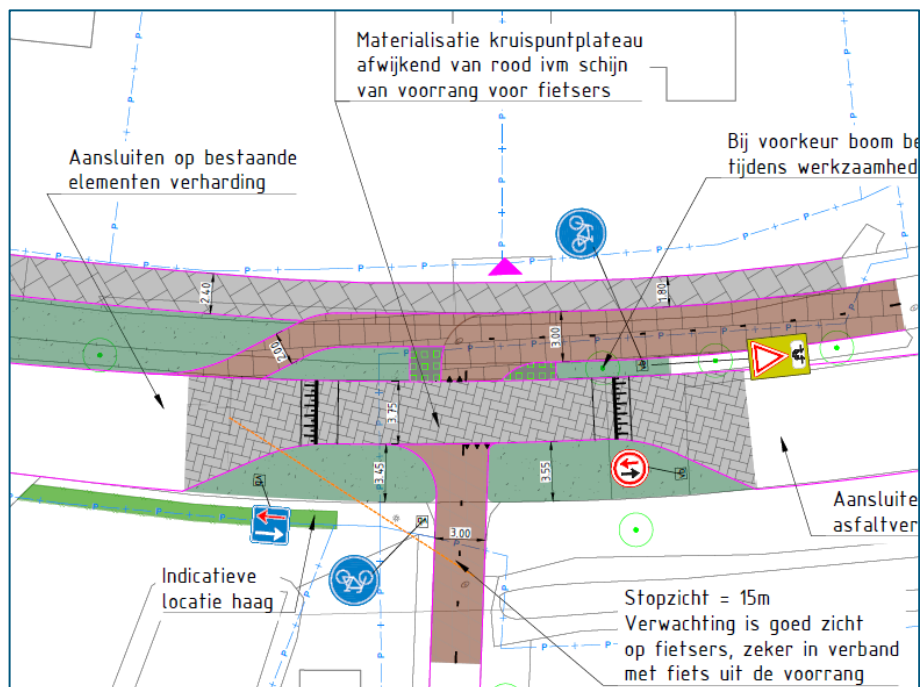 Materialisatie kruispuntplateau
afwijkend van rood ivm schijn
van voorrang voor fietsers
Aansluiten op bestaande
elementen verharding
Bij voorkeur boom be
tijdens werkzaamhed
2.40
1.80
3.00
2.00
3.75
3.45
3.55
3.00
Aansluite
asfaltver
Indicatieve
locatie haag
Stopzicht = 15m
Verwachting is goed zicht
op fietsers, zeker in verband
met fiets uit de voorrang